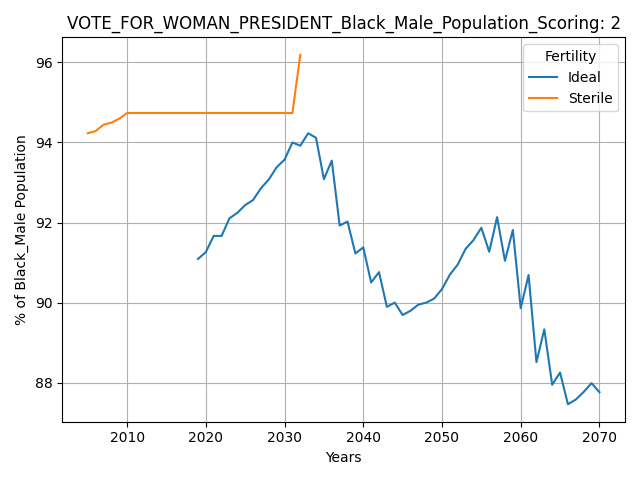 VOTE_FOR_WOMAN_PRESIDENT_Black_Male_Population_Scoring: 2
Fertility
Ideal
Sterile
% of Black_Male Population
96
94
92
90
88
2010 2020 2030 2040 2050 2060 2070
Years